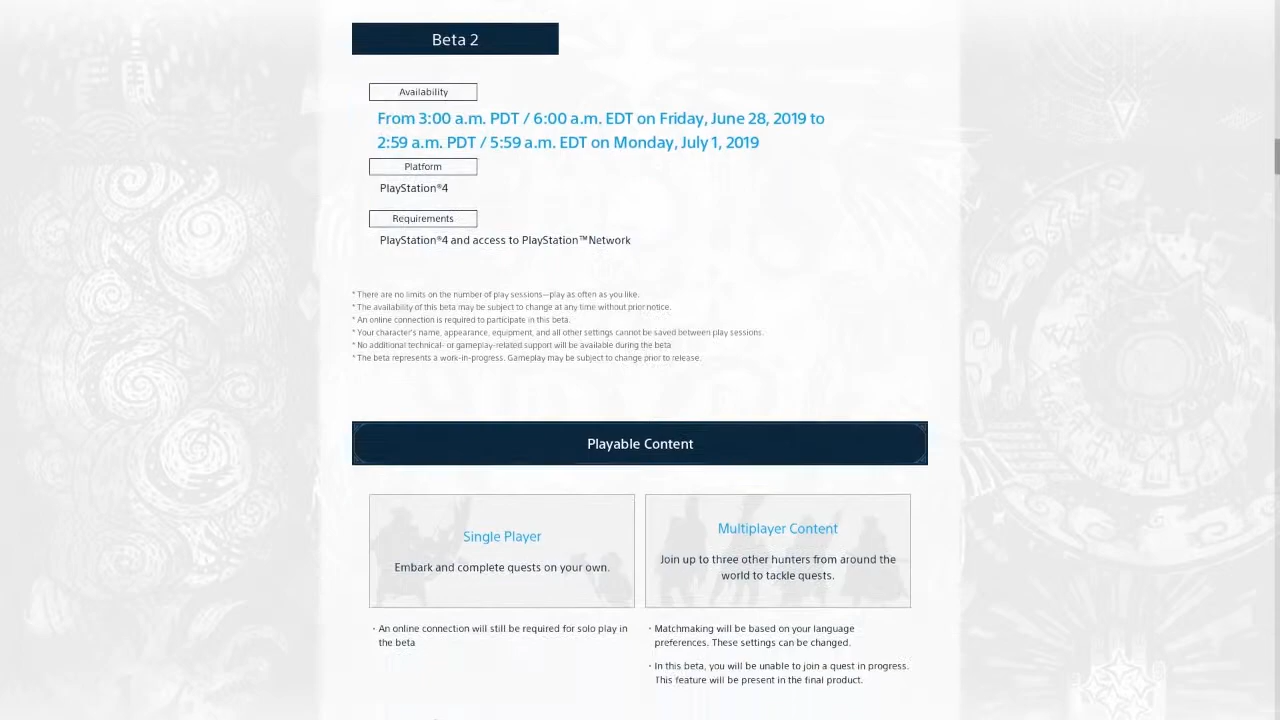 Beta 2
Availability
From 3:00 a.m. PDT / 6:00 a.m. EDT on Friday, June 28, 2019 to
2:59 a.m. PDT / 5:59 a.m. EDT on Monday, July 1, 2019
Platform
PlayStation®4
Requirements
PlayStation®4 and access to PlayStation™Network
* There are no limits on the number of play sessions—play as often as you like.
* The availability of this beta may be subject to change at any time without prior notice.
* An online connection is required to participate in this beta.
* Your character's name, appearance, equipment, and all other settings cannot be saved between play sessions.
* No additional technical- or gameplay-related support will be available during the beta
* The beta represents a work-in-progress. Gameplay may be subject to change prior to release.
Playable Content
Single Player
Embark and complete quests on your own.
・An online connection will still be required for solo play in
the beta
Multiplayer Content
Join up to three other hunters from around the
world to tackle quests.
・Matchmaking will be based on your language
preferences. These settings can be changed.
・In this beta, you will be unable to join a quest in progress.
This feature will be present in the final product.